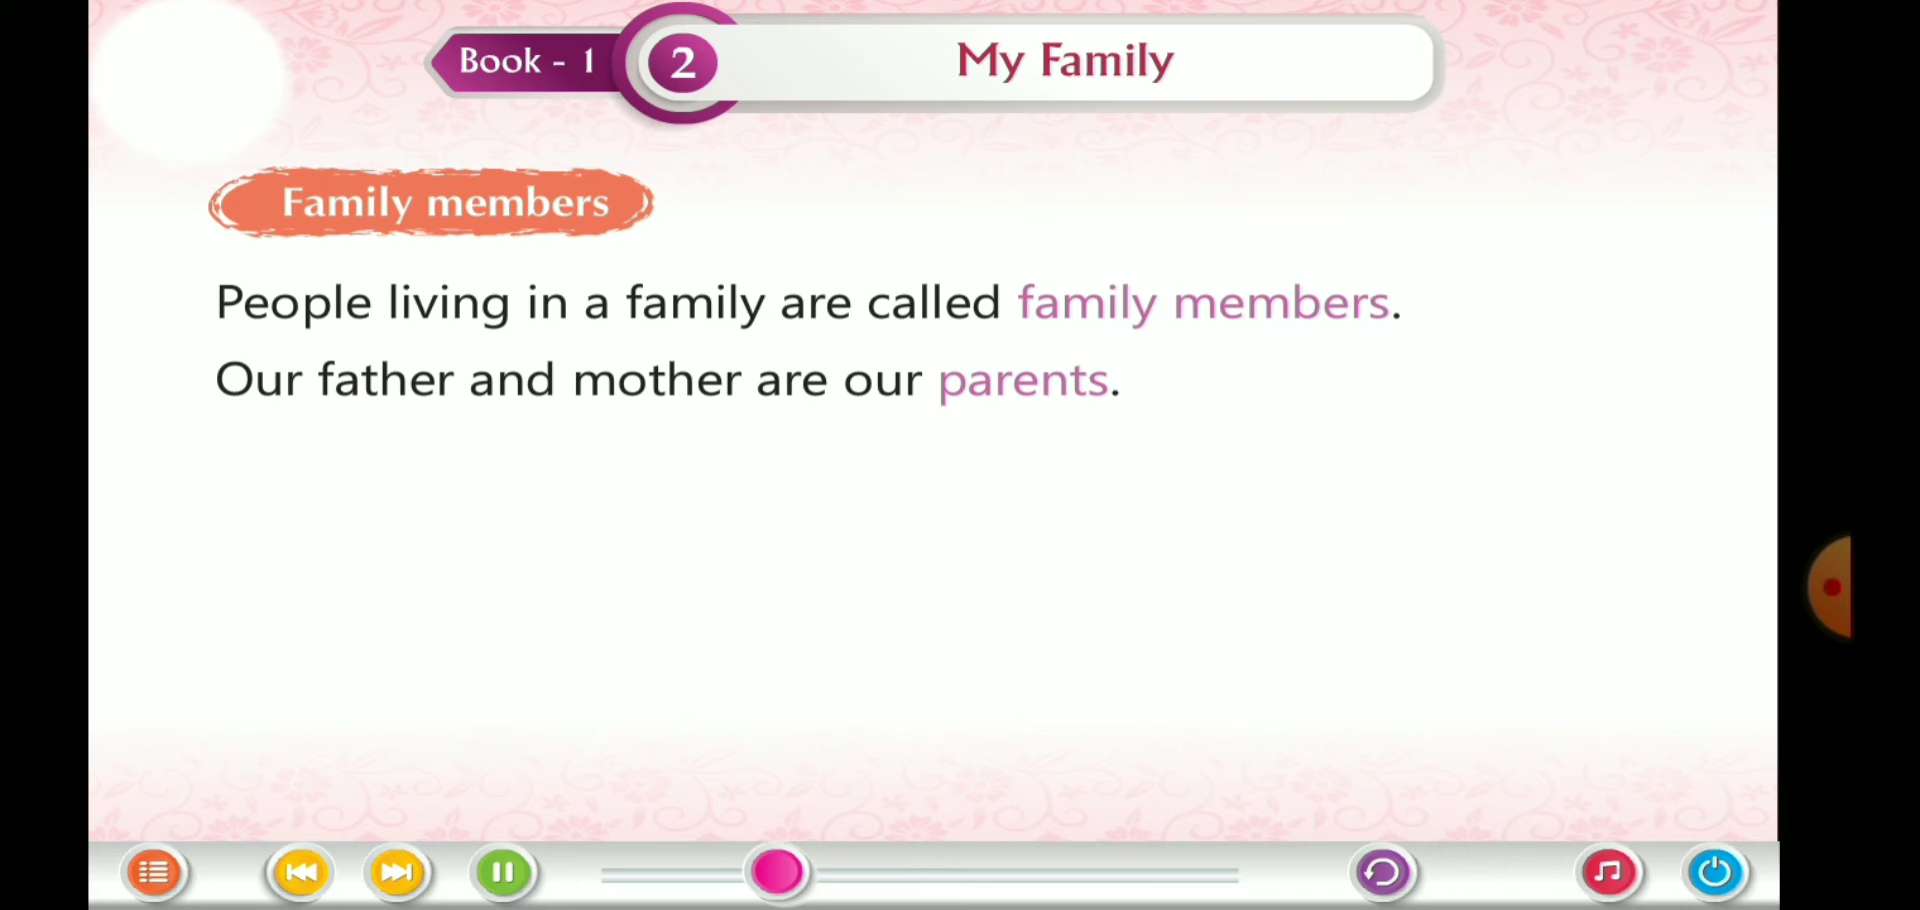 Book - 1
2
My Family
Family members
People living in a family are called family members.
Our father and mother are our parents.